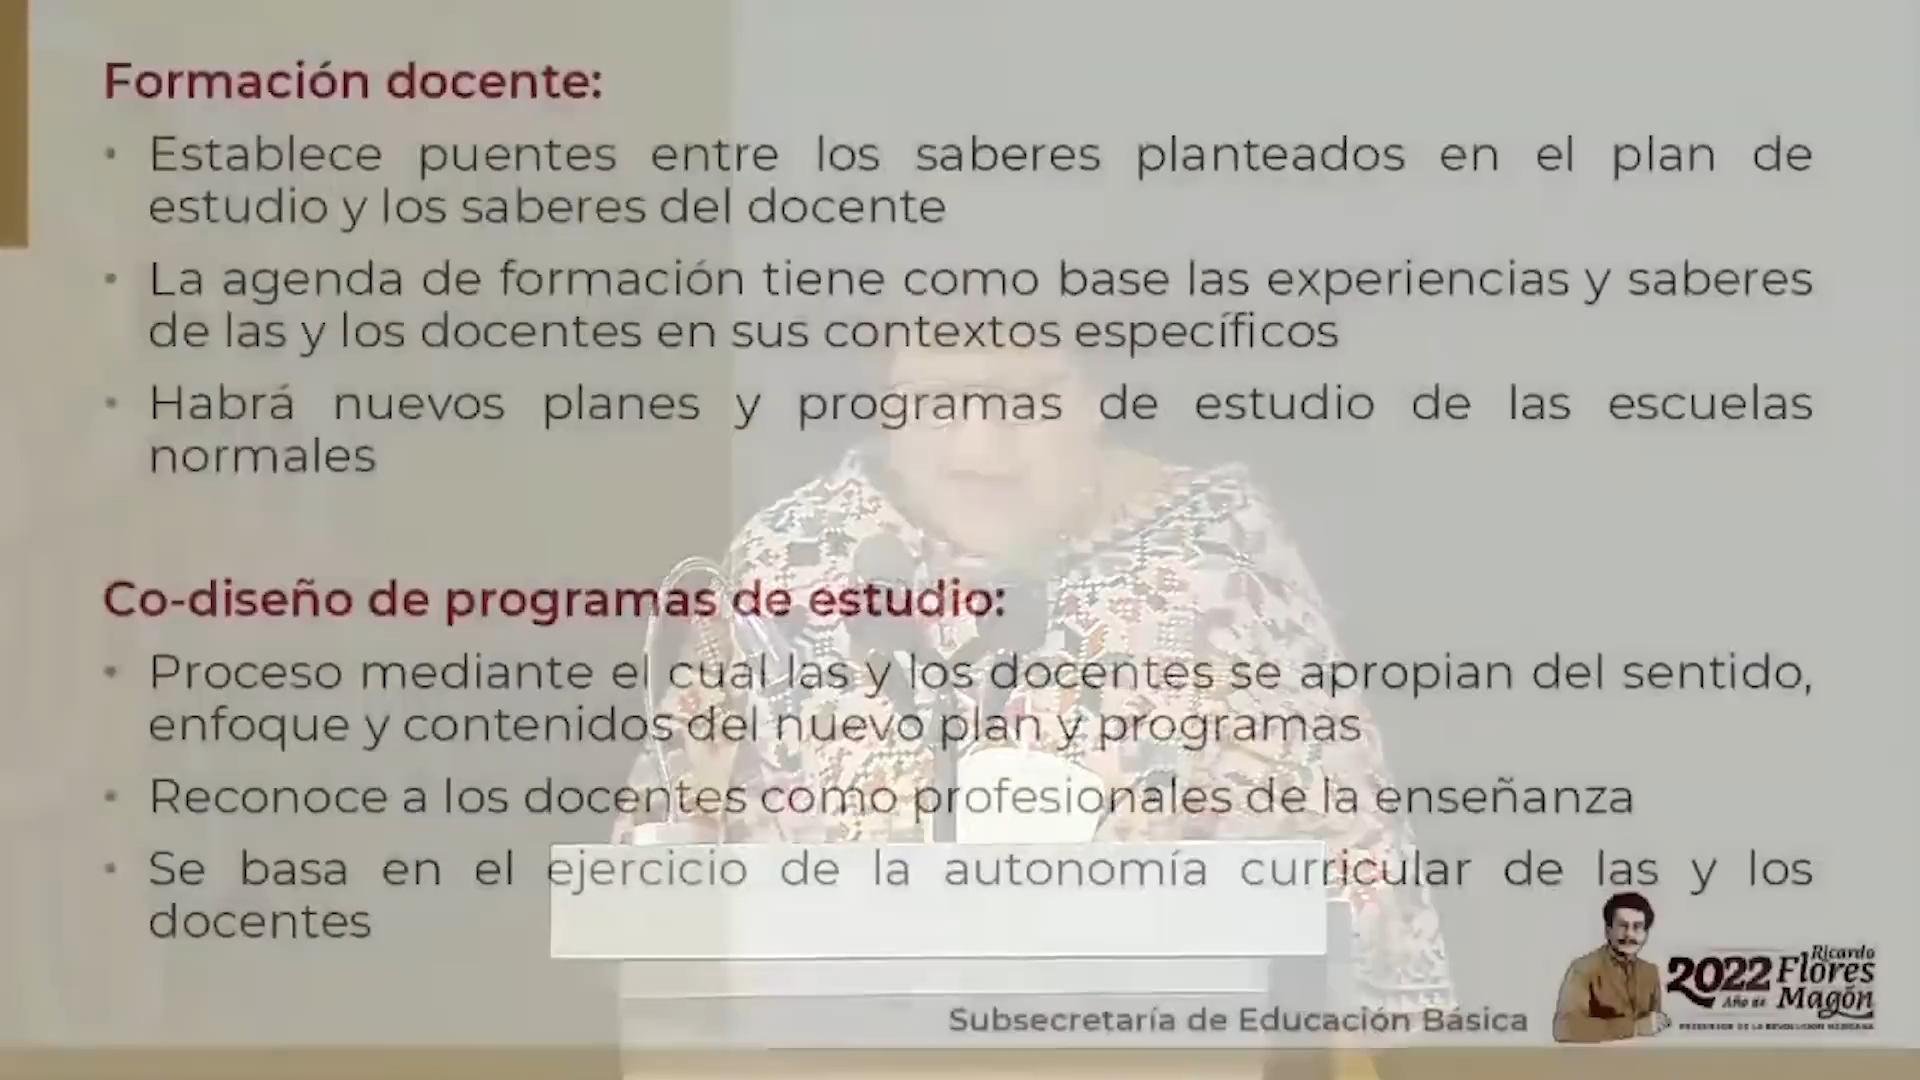 Formación docente:
• Establece puentes entre los saberes planteados en el plan de
estudio y los saberes del docente
• La agenda de formación tiene como base las experiencias y saberes
de las y los docentes en sus contextos específicos
• Habrá nuevos planes y programas de estudio de las escuelas
normales
Co-diseño de programas de estudio:
• Proceso mediante el cual las y los docentes se apropian del sentido,
enfoque y contenidos del nuevo plan y programas
• Reconoce a los docentes como profesionales de la enseñanza
• Se basa en el ejercicio de la autonomía curricular de las y los
docentes
Subsecretaría de Educación Básica
2022 Ricardo
Flores
Año de Magón
PRECURSOR DE LA REVOLUCIÓN MEXICANA